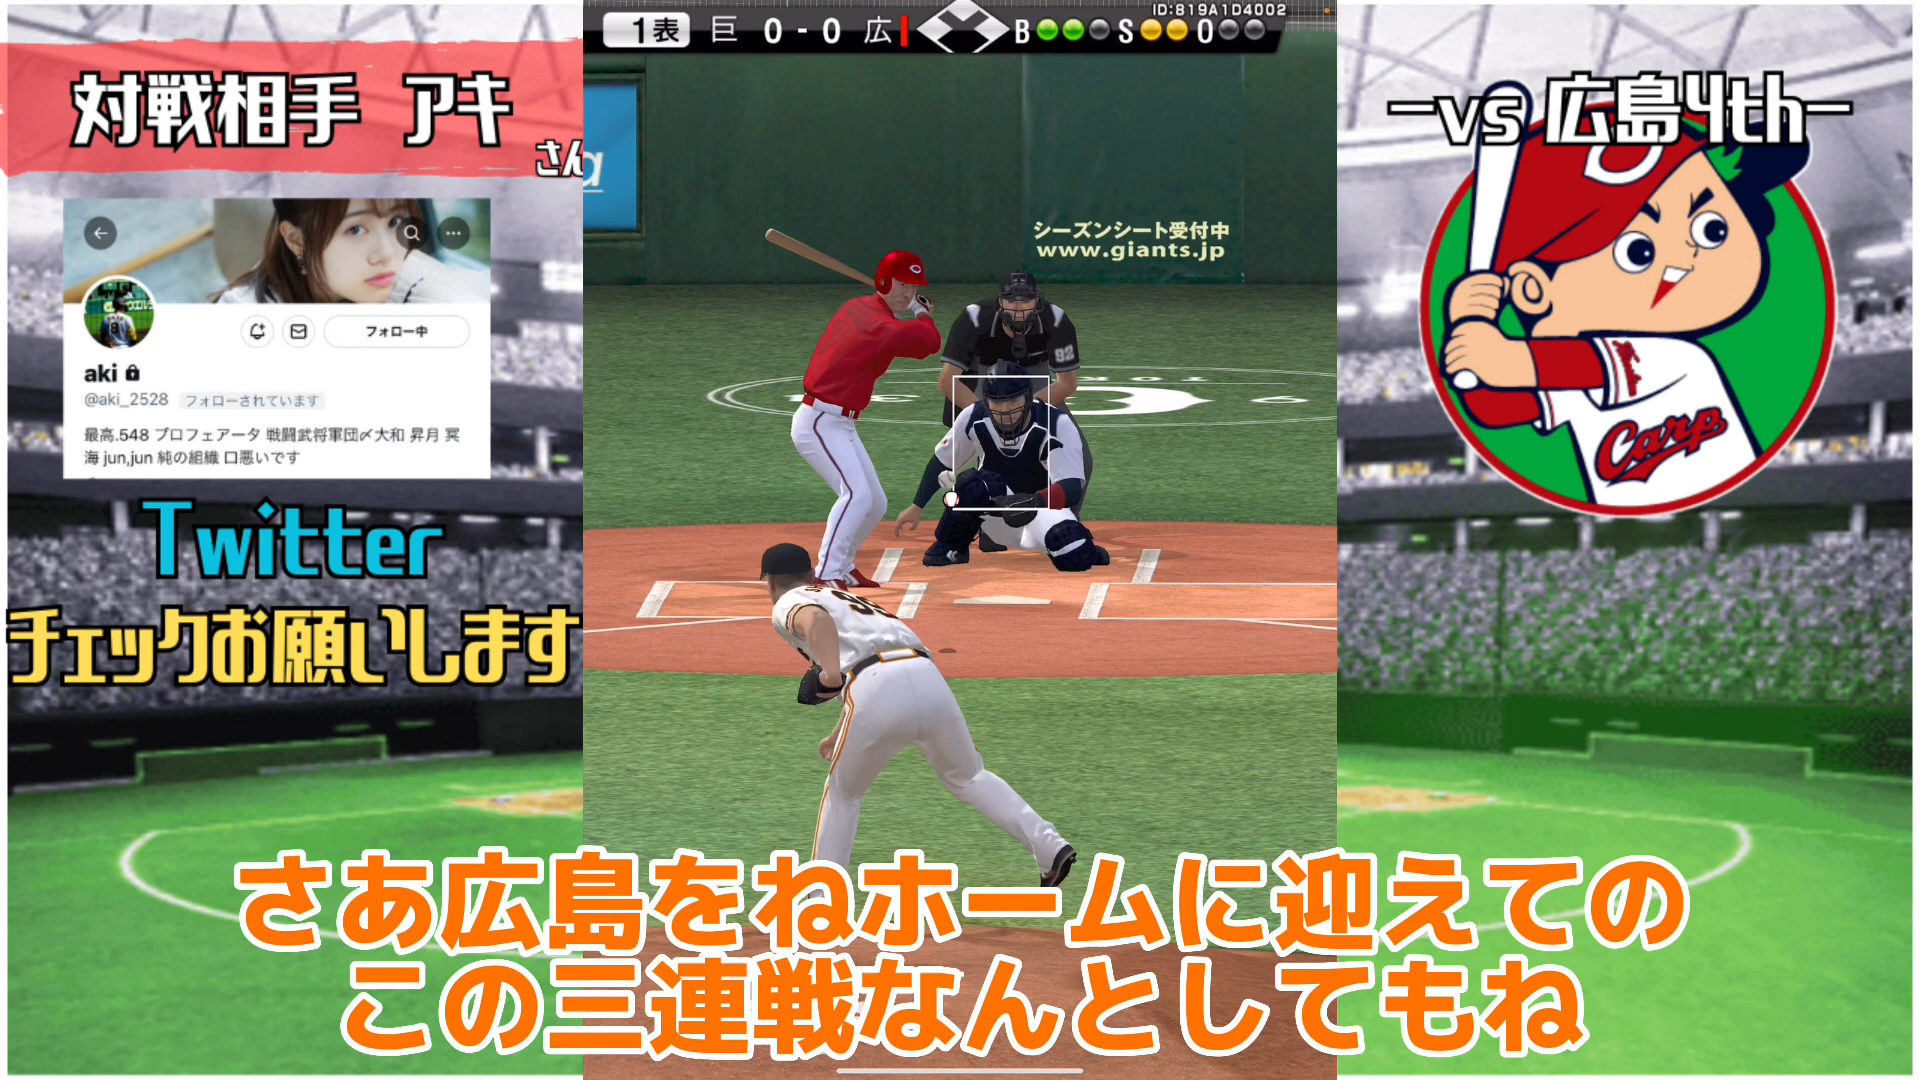 対戦相手 アキ
さん
aki
@aki_2528 フォローされています
フォロー中
最高.548 プロフェアータ 戦闘武将軍団〆大和 昇月 冥
海 jun,jun 純の組織 口悪いです
Twitter
チェックお願いします
ID:819A1D4002
1表 巨 0 - 0 広 B S O
シーズンシート受付中
www.giants.jp
92
ーvs 広島4thー
Carp
さあ広島をねホームに迎えての
この三連戦なんとしてもね